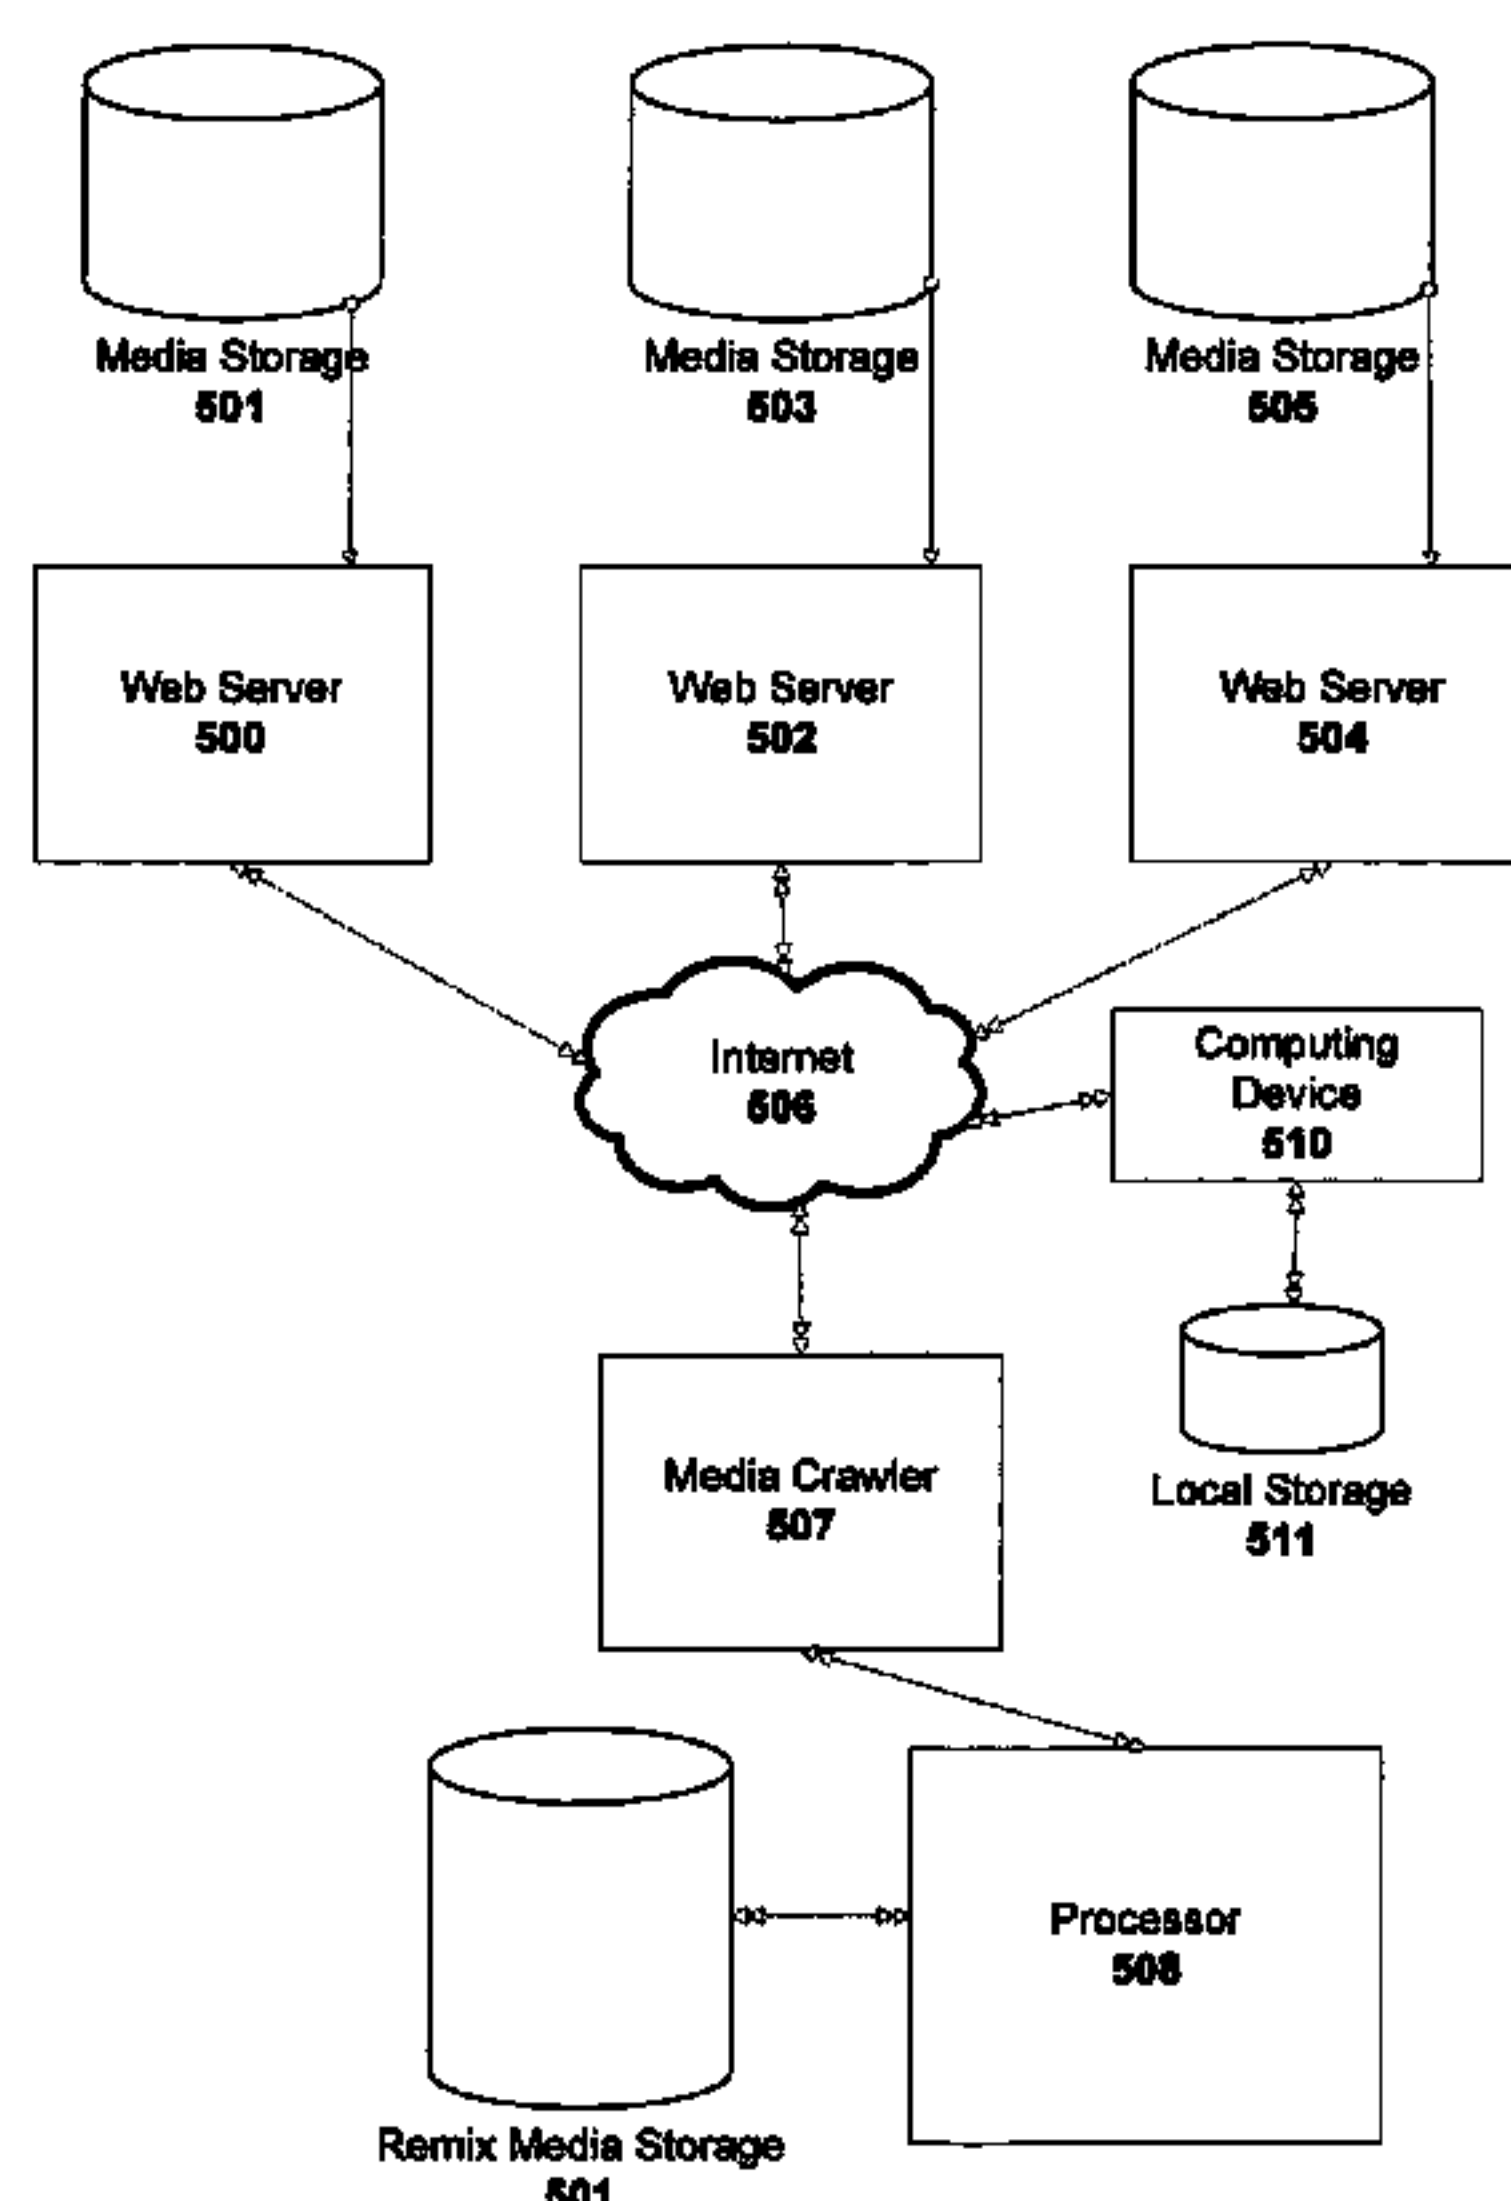 Media Storage
501
Media Storage
503
Media Storage
505
Web Server
500
Web Server
502
Web Server
504
Internet
506
Computing
Device
510
Media Crawler
507
Local Storage
511
Processor
508
Remix Media Storage
501